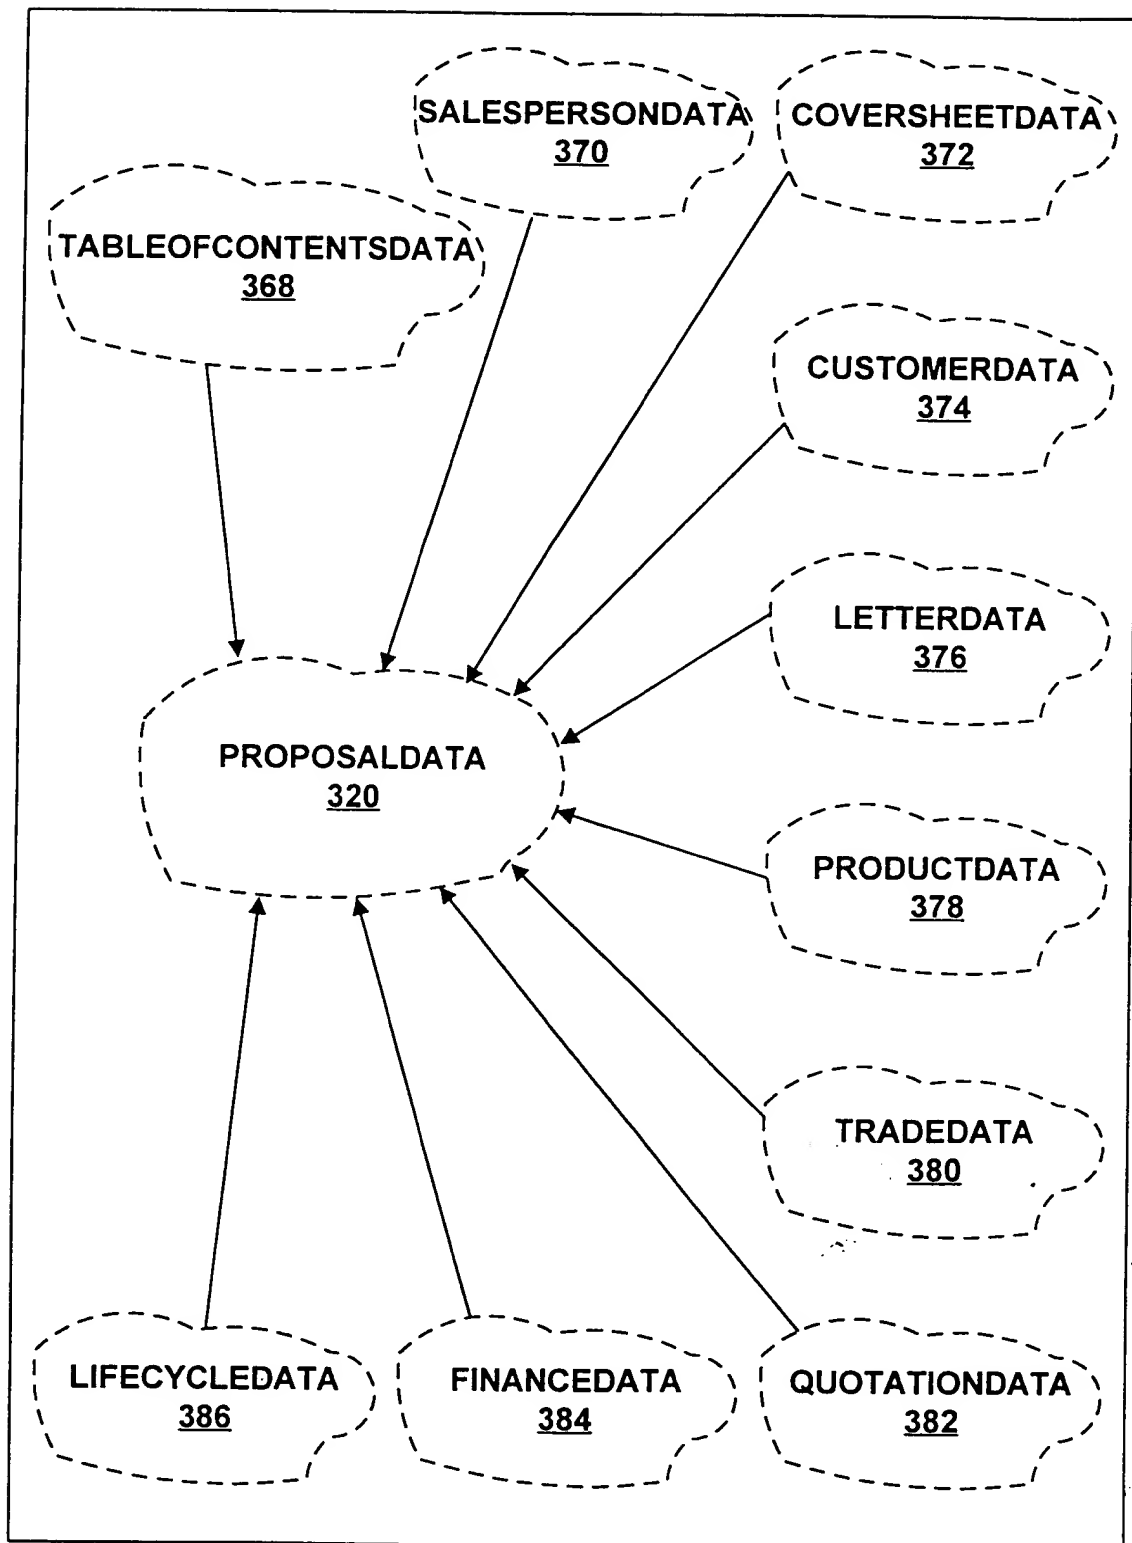 SALESPERSONDATA
370
COVERSHEETDATA
372
TABLEOFCONTENTSDATA
368
CUSTOMERDATA
374
LETTERDATA
376
PROPOSALDATA
320
PRODUCTDATA
378
TRADEDATA
380
LIFECYCLEDATA
386
FINANCEDATA
384
QUOTATIONDATA
382